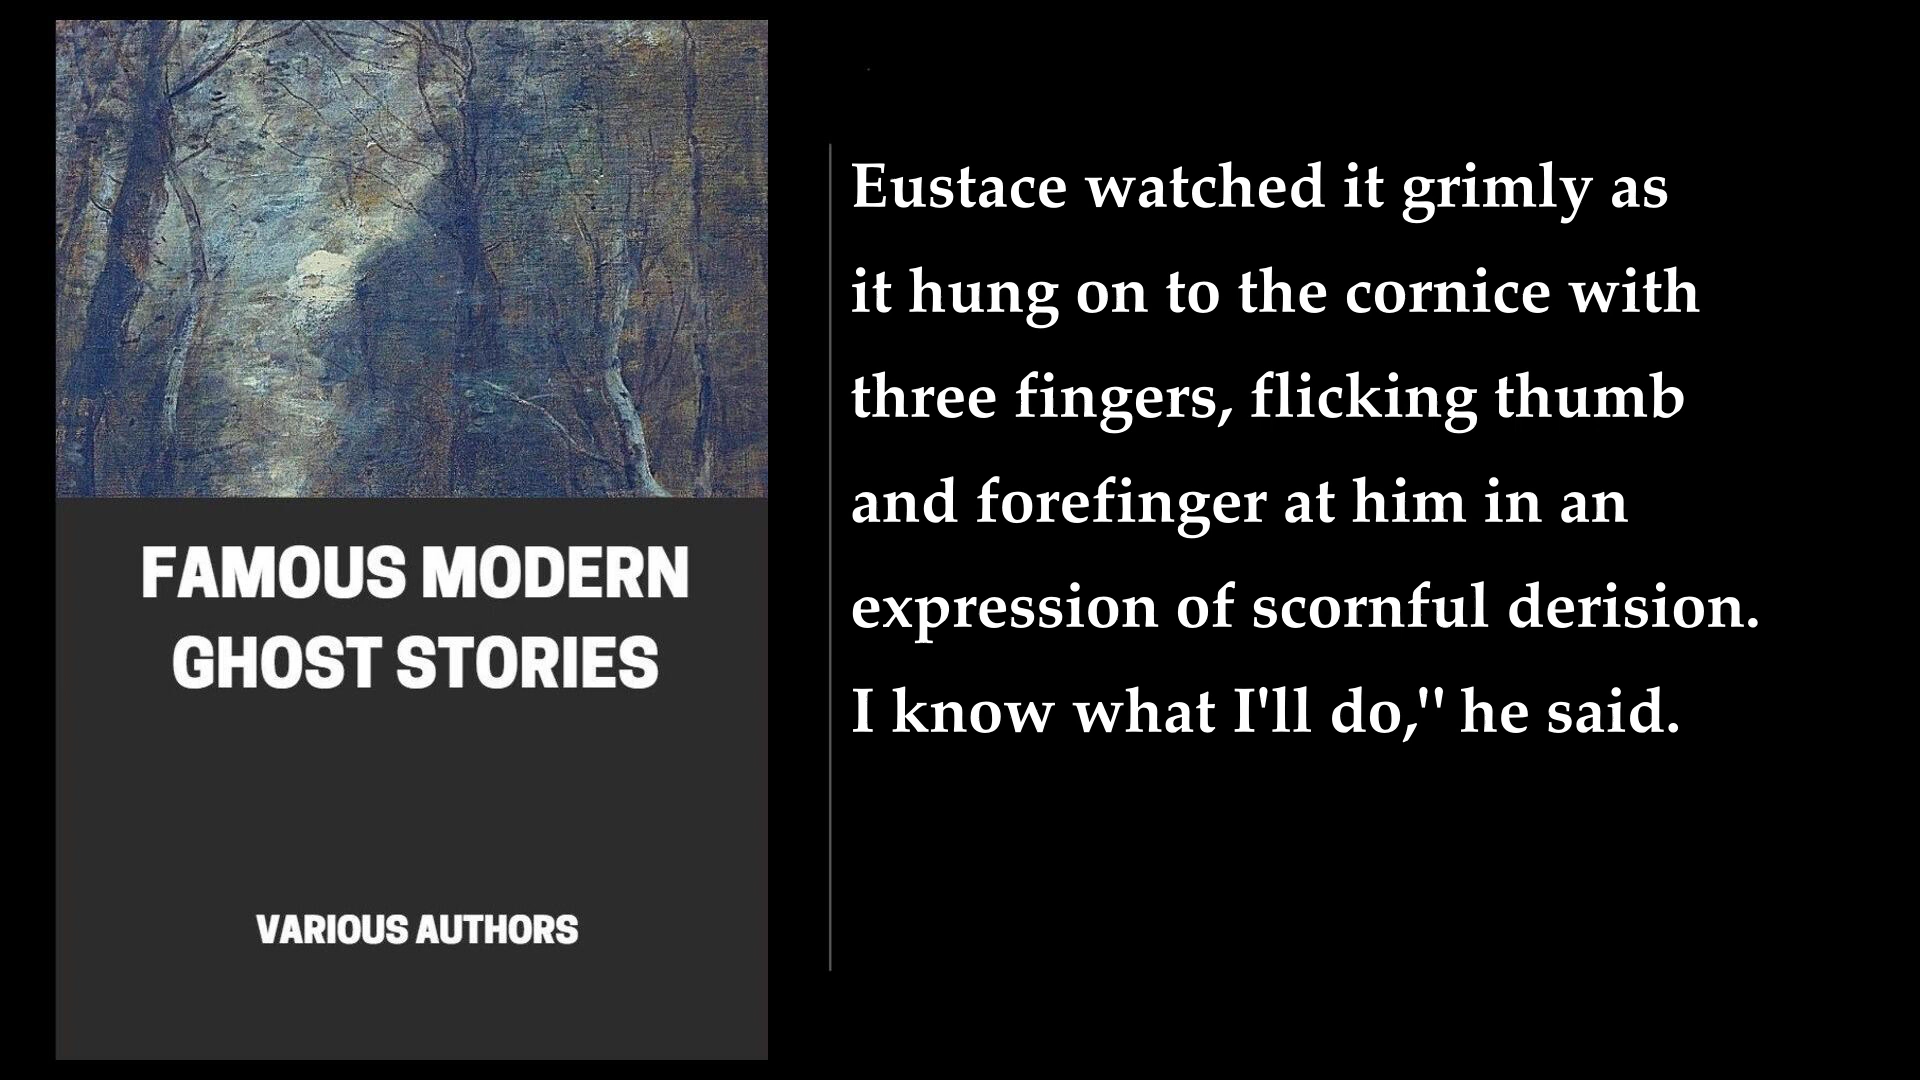 FAMOUS MODERN
GHOST STORIES
VARIOUS AUTHORS
Eustace watched it grimly as
it hung on to the cornice with
three fingers, flicking thumb
and forefinger at him in an
expression of scornful derision.
I know what I'll do," he said.